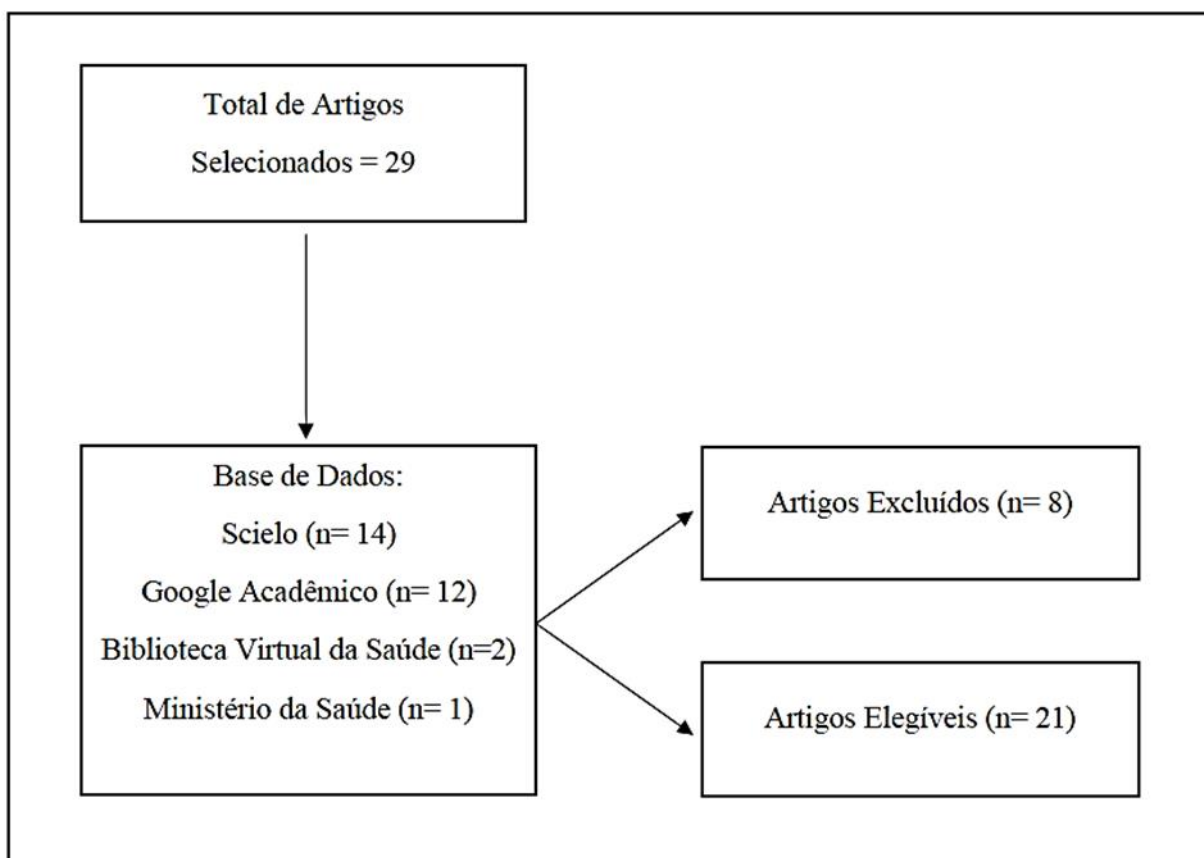 Total de Artigos
Selecionados = 29
Base de Dados:
Scielo (n= 14)
Google Acadêmico (n= 12)
Biblioteca Virtual da Saúde (n=2)
Ministério da Saúde (n= 1)
Artigos Excluídos (n= 8)
Artigos Elegíveis (n= 21)